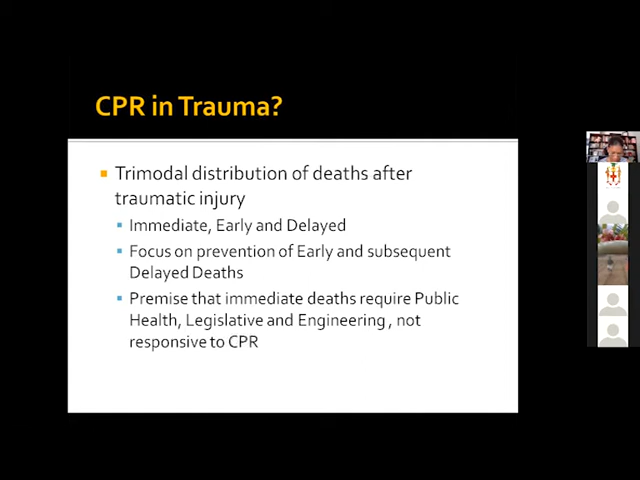 CPR in Trauma?
Trimodal distribution of deaths after
traumatic injury
Immediate, Early and Delayed
Focus on prevention of Early and subsequent
Delayed Deaths
Premise that immediate deaths require Public
Health, Legislative and Engineering , not
responsive to CPR